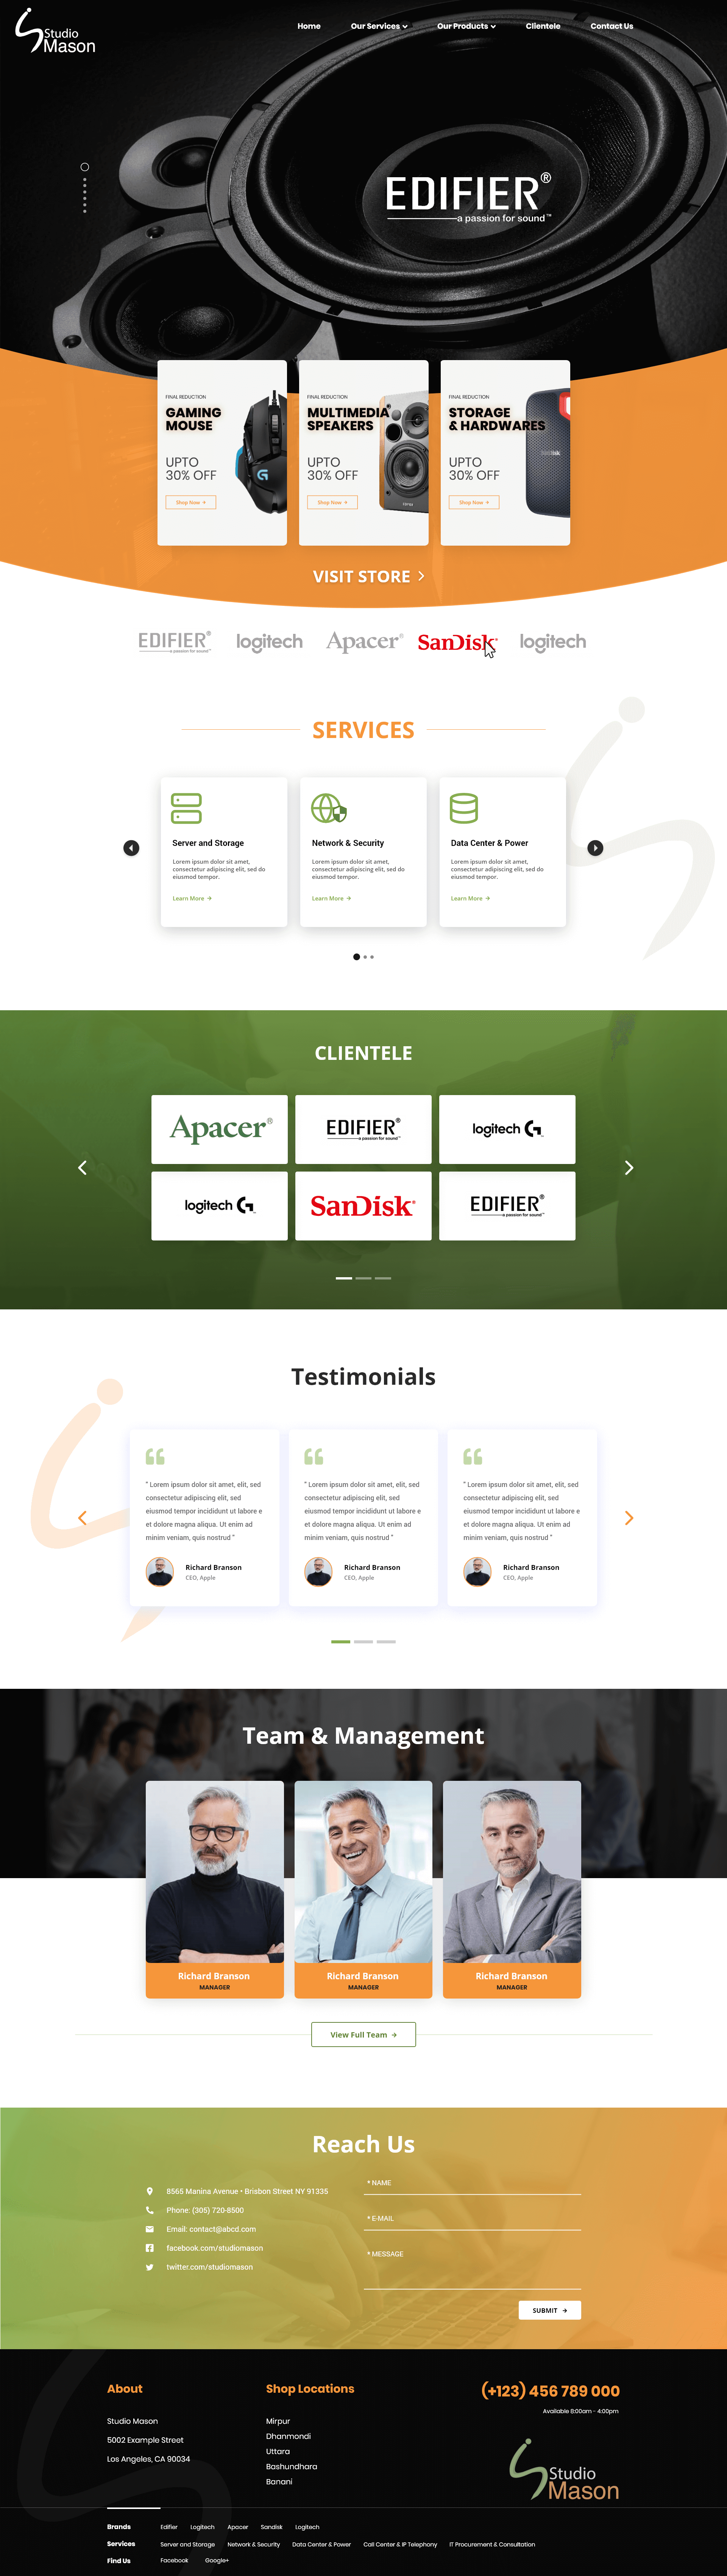 Studio
Mason
Home
Our Services
Our Products
Clientele
Contact Us
EDIFIER®
a passion for sound™
FINAL REDUCTION
GAMING
MOUSE
UPTO
30% OFF
Shop Now →
FINAL REDUCTION
MULTIMEDIA
SPEAKERS
UPTO
30% OFF
Shop Now →
FINAL REDUCTION
STORAGE
& HARDWARES
UPTO
30% OFF
Shop Now →
VISIT STORE >
EDIFIER®
a passion for sound™
logitech
Apacer®
SanDisk®
logitech
SERVICES
Server and Storage
Lorem ipsum dolor sit amet,
consectetur adipiscing elit, sed do
eiusmod tempor.
Learn More →
Network & Security
Lorem ipsum dolor sit amet,
consectetur adipiscing elit, sed do
eiusmod tempor.
Learn More →
Data Center & Power
Lorem ipsum dolor sit amet,
consectetur adipiscing elit, sed do
eiusmod tempor.
Learn More →
CLIENTELE
Apacer®
EDIFIER®
a passion for sound™
logitech G
logitech G
SanDisk®
EDIFIER®
a passion for sound™
Testimonials
" Lorem ipsum dolor sit amet, elit, sed
consectetur adipiscing elit, sed
eiusmod tempor incididunt ut labore e
et dolore magna aliqua. Ut enim ad
minim veniam, quis nostrud "
Richard Branson
CEO, Apple
" Lorem ipsum dolor sit amet, elit, sed
consectetur adipiscing elit, sed
eiusmod tempor incididunt ut labore e
et dolore magna aliqua. Ut enim ad
minim veniam, quis nostrud "
Richard Branson
CEO, Apple
" Lorem ipsum dolor sit amet, elit, sed
consectetur adipiscing elit, sed
eiusmod tempor incididunt ut labore e
et dolore magna aliqua. Ut enim ad
minim veniam, quis nostrud "
Richard Branson
CEO, Apple
Team & Management
Richard Branson
MANAGER
Richard Branson
MANAGER
Richard Branson
MANAGER
View Full Team →
Reach Us
8565 Manina Avenue • Brisbon Street NY 91335
Phone: (305) 720-8500
Email: contact@abcd.com
facebook.com/studiomason
twitter.com/studiomason
* NAME
* E-MAIL
* MESSAGE
SUBMIT →
About
Studio Mason
5002 Example Street
Los Angeles, CA 90034
Shop Locations
Mirpur
Dhanmondi
Uttara
Bashundhara
Banani
(+123) 456 789 000
Available 8:00am - 4:00pm
Studio
Mason
Brands Edifier Logitech Apacer Sandisk Logitech
Services Server and Storage Network & Security Data Center & Power Call Center & IP Telephony IT Procurement & Consultation
Find Us Facebook Google+